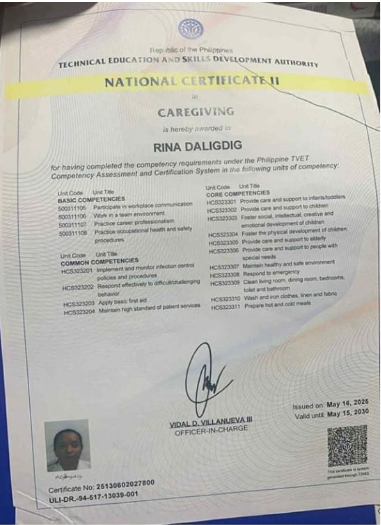 Republic of the Philippines
TECHNICAL EDUCATION AND SKILLS DEVELOPMENT AUTHORITY
NATIONAL CERTIFICATE II
in
CAREGIVING
is hereby awarded to
RINA DALIGDIG
for having completed the competency requirements under the Philippine TVET
Competency Assessment and Certification System in the following units of competency:
Unit Code Unit Title
BASIC COMPETENCIES
500311105 Participate in workplace communication
500311106 Work in a team environment
500311107 Practice career professionalism
500311108 Practice occupational health and safety
procedures
Unit Code Unit Title
COMMON COMPETENCIES
HCS323201 Implement and monitor infection control
policies and procedures
HCS323202 Respond effectively to difficult/challenging
behavior
HCS323203 Apply basic first aid
HCS323204 Maintain high standard of patient services
Unit Code Unit Title
CORE COMPETENCIES
HCS323301 Provide care and support to infants/toddlers
HCS323302 Provide care and support to children
HCS323303 Foster social, intellectual, creative and
emotional development of children
HCS323304 Foster the physical development of children
HCS323305 Provide care and support to elderly
HCS323306 Provide care and support to people with
special needs
HCS323307 Maintain healthy and safe environment
HCS323308 Respond to emergency
HCS323309 Clean living room, dining room, bedrooms,
toilet and bathroom
HCS323310 Wash and iron clothes, linen and fabric
HCS323311 Prepare hot and cold meals
VIDAL D. VILLANUEVA III
OFFICER-IN-CHARGE
Issued on: May 16, 2025
Valid until: May 15, 2030
Certificate No: 25130602027800
ULI-DR.-94-517-13039-001